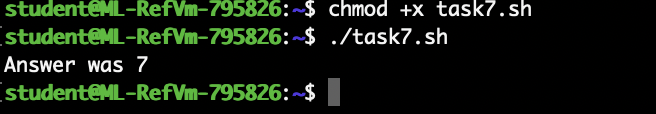 student@ML-RefVm-795826:~$ chmod +x task7.sh
student@ML-RefVm-795826:~$ ./task7.sh
Answer was 7
student@ML-RefVm-795826:~$